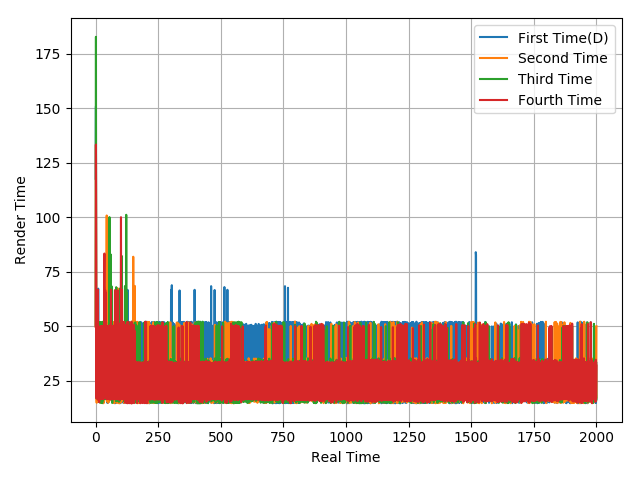 First Time(D)
Second Time
Third Time
Fourth Time
Render Time
175
150
125
100
75
50
25
0 250 500 750 1000 1250 1500 1750 2000
Real Time